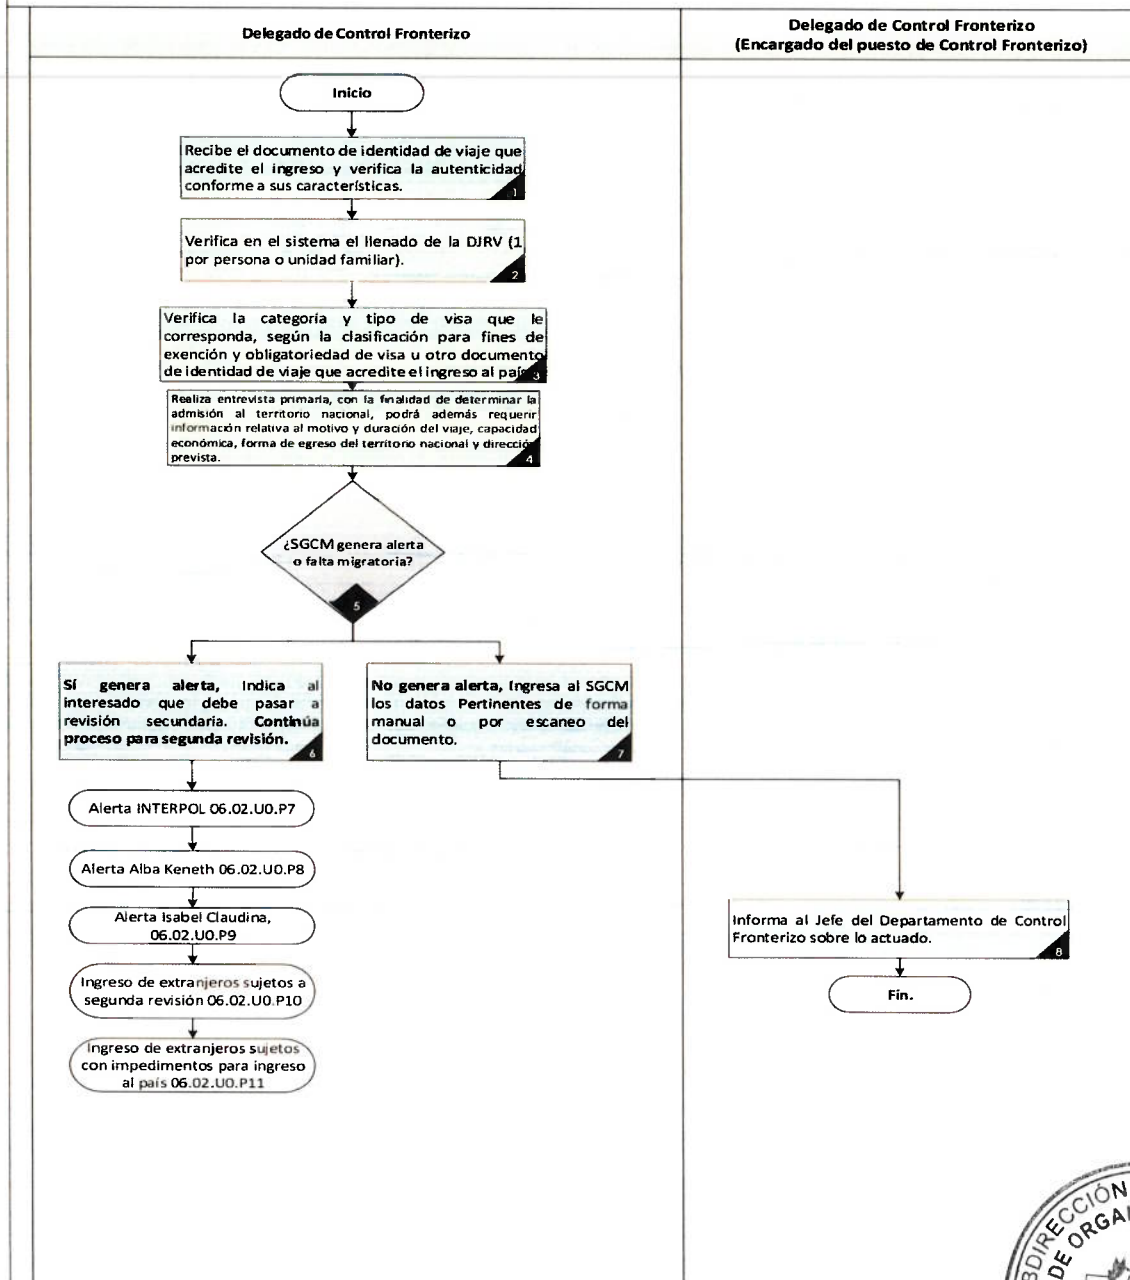 Delegado de Control Fronterizo
Delegado de Control Fronterizo
(Encargado del puesto de Control Fronterizo)
Inicio
Recibe el documento de identidad de viaje que
acredite el ingreso y verifica la autenticidad
conforme a sus características.
1
Verifica en el sistema el llenado de la DJRV (1
por persona o unidad familiar).
2
Verifica la categoría y tipo de visa que le
corresponda, según la clasificación para fines de
exención y obligatoriedad de visa u otro documento
de identidad de viaje que acredite el ingreso al país.
3
Realiza entrevista primaria, con la finalidad de determinar la
admisión al territorio nacional, podrá además requerir
información relativa al motivo y duración del viaje, capacidad
económica, forma de egreso del territorio nacional y dirección
prevista.
4
¿SGCM genera alerta
o falta migratoria?
5
Sí genera alerta, Indica al
interesado que debe pasar a
revisión secundaria. Continúa
proceso para segunda revisión.
6
No genera alerta, Ingresa al SGCM
los datos Pertinentes de forma
manual o por escaneo del
documento.
7
Alerta INTERPOL 06.02.U0.P7
Alerta Alba Keneth 06.02.U0.P8
Alerta Isabel Claudina,
06.02.U0.P9
Ingreso de extranjeros sujetos a
segunda revisión 06.02.U0.P10
Ingreso de extranjeros sujetos
con impedimentos para ingreso
al país 06.02.U0.P11
Informa al Jefe del Departamento de Control
Fronterizo sobre lo actuado.
8
Fin.
BDIRECCIÓN
DE ORGA